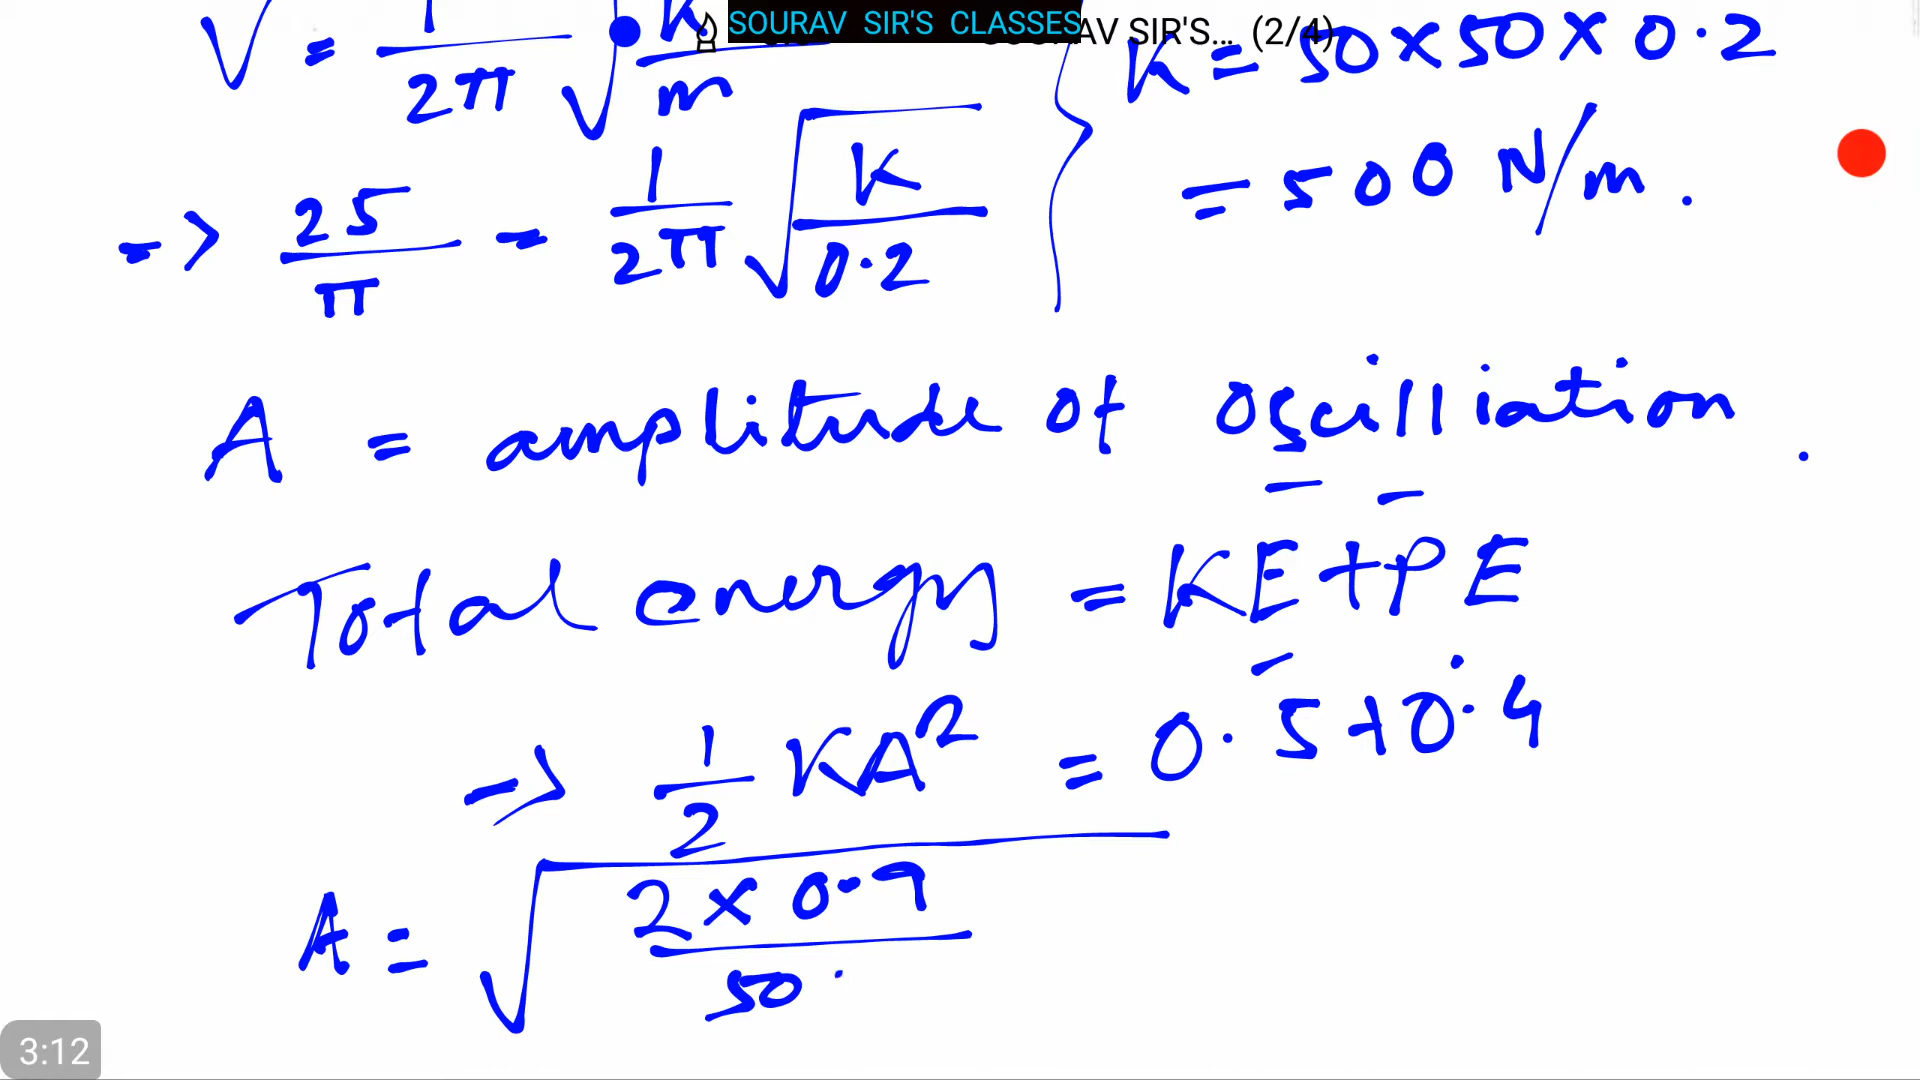 SOURAV SIR'S CLASSES AV SIR'S... (2/4)
ν = 1/2π √k/m K = 50×50×0.2
=> 25/π = 1/2π √K/0.2 = 500 N/m.
A = amplitude of oscilliation.
Total energy = KE+PE
=> 1/2 KA² = 0.5+0.4
A = √2×0.9/50
3:12